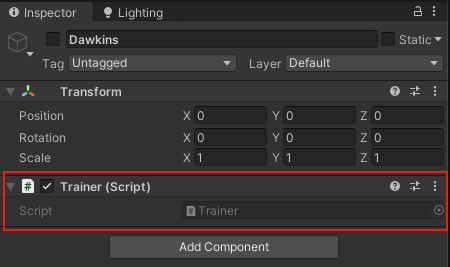 Inspector Lighting
Dawkins Static
Tag Untagged Layer Default
Transform
Position X 0 Y 0 Z 0
Rotation X 0 Y 0 Z 0
Scale X 1 Y 1 Z 1
# Trainer (Script)
Script # Trainer
Add Component